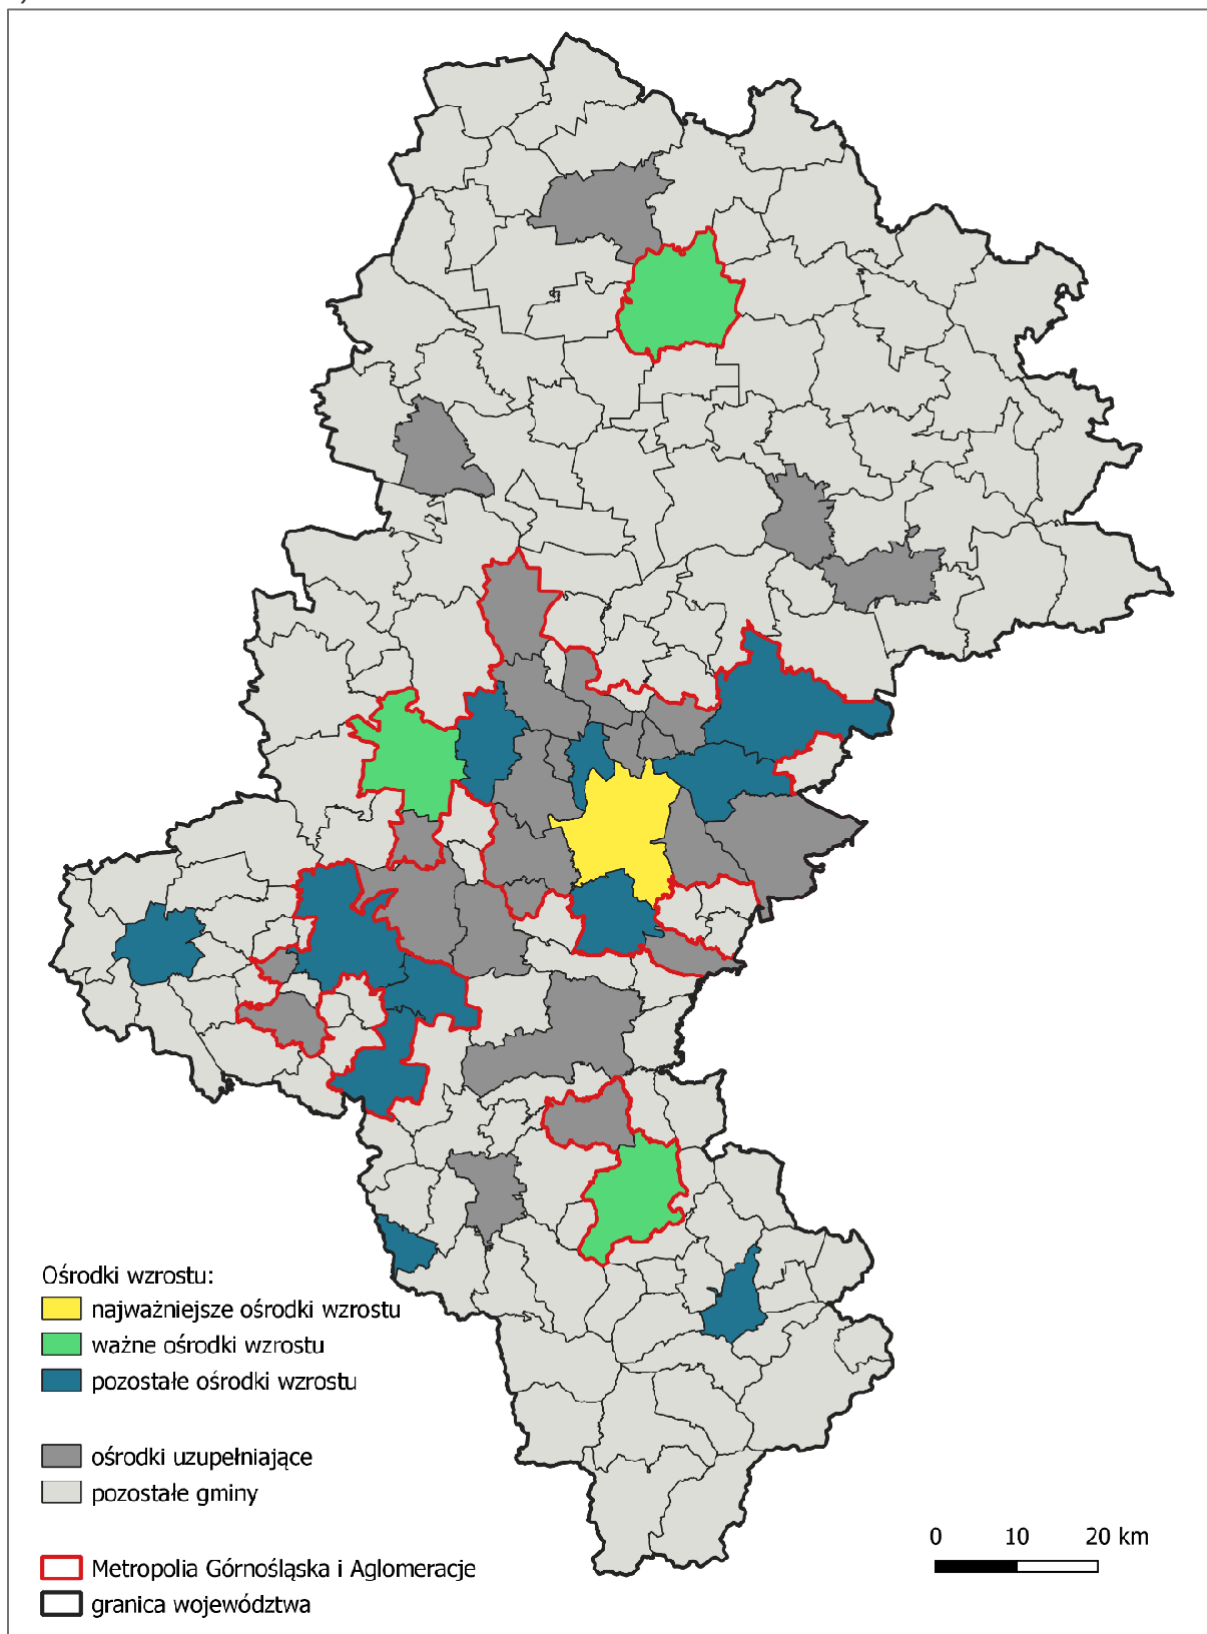 Ośrodki wzrostu:
najważniejsze ośrodki wzrostu
ważne ośrodki wzrostu
pozostałe ośrodki wzrostu
ośrodki uzupełniające
pozostałe gminy
Metropolia Górnośląska i Aglomeracje
granica województwa
0 10 20 km